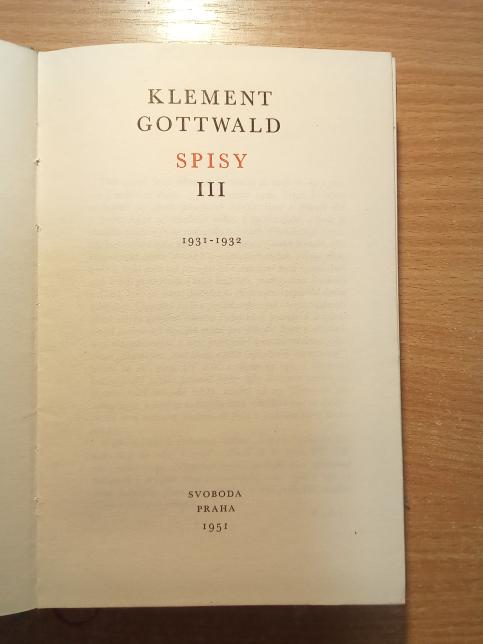 KLEMENT
GOTTWALD
SPISY
III
1931-1932
SVOBODA
PRAHA
1951